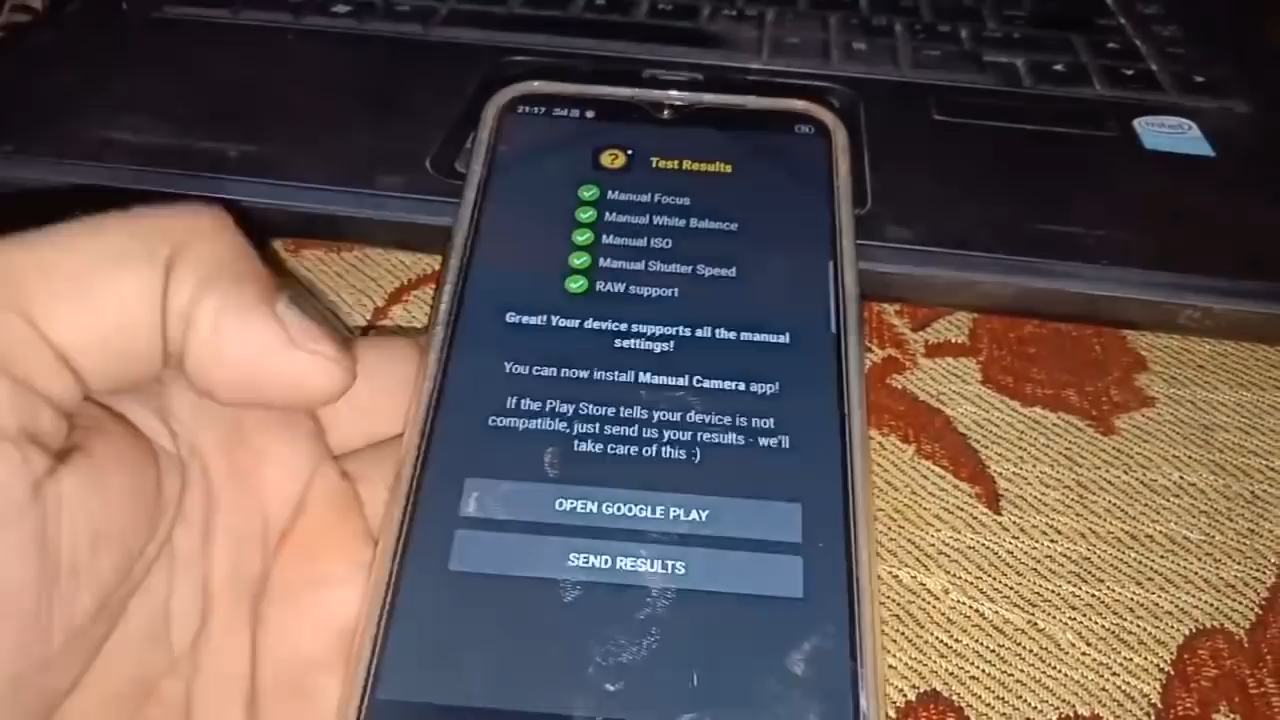 21:17
Test Results
Manual Focus
Manual White Balance
Manual ISO
Manual Shutter Speed
RAW support
Great! Your device supports all the manual
settings!
You can now install Manual Camera app!
If the Play Store tells your device is not
compatible, just send us your results - we'll
take care of this :)
OPEN GOOGLE PLAY
SEND RESULTS
intel